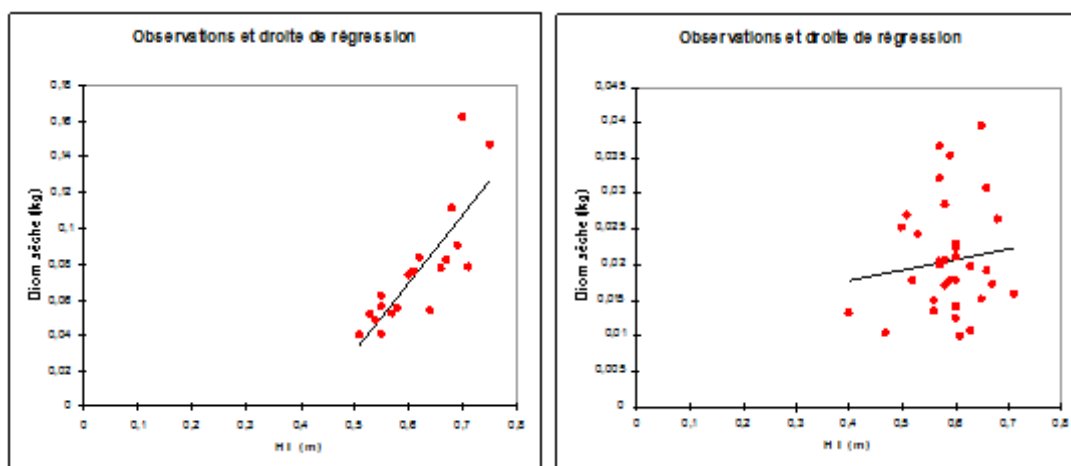 Observations et droite de régression
0,18
0,16
0,14
0,12
0,1
0,08
0,06
0,04
0,02
0
Biom sèche (kg)
0 0,1 0,2 0,3 0,4 0,5 0,6 0,7 0,8
H t (m)
Observations et droite de régression
0,045
0,04
0,035
0,03
0,025
0,02
0,015
0,01
0,005
0
Biom sèche (kg)
0 0,1 0,2 0,3 0,4 0,5 0,6 0,7 0,8
H t (m)